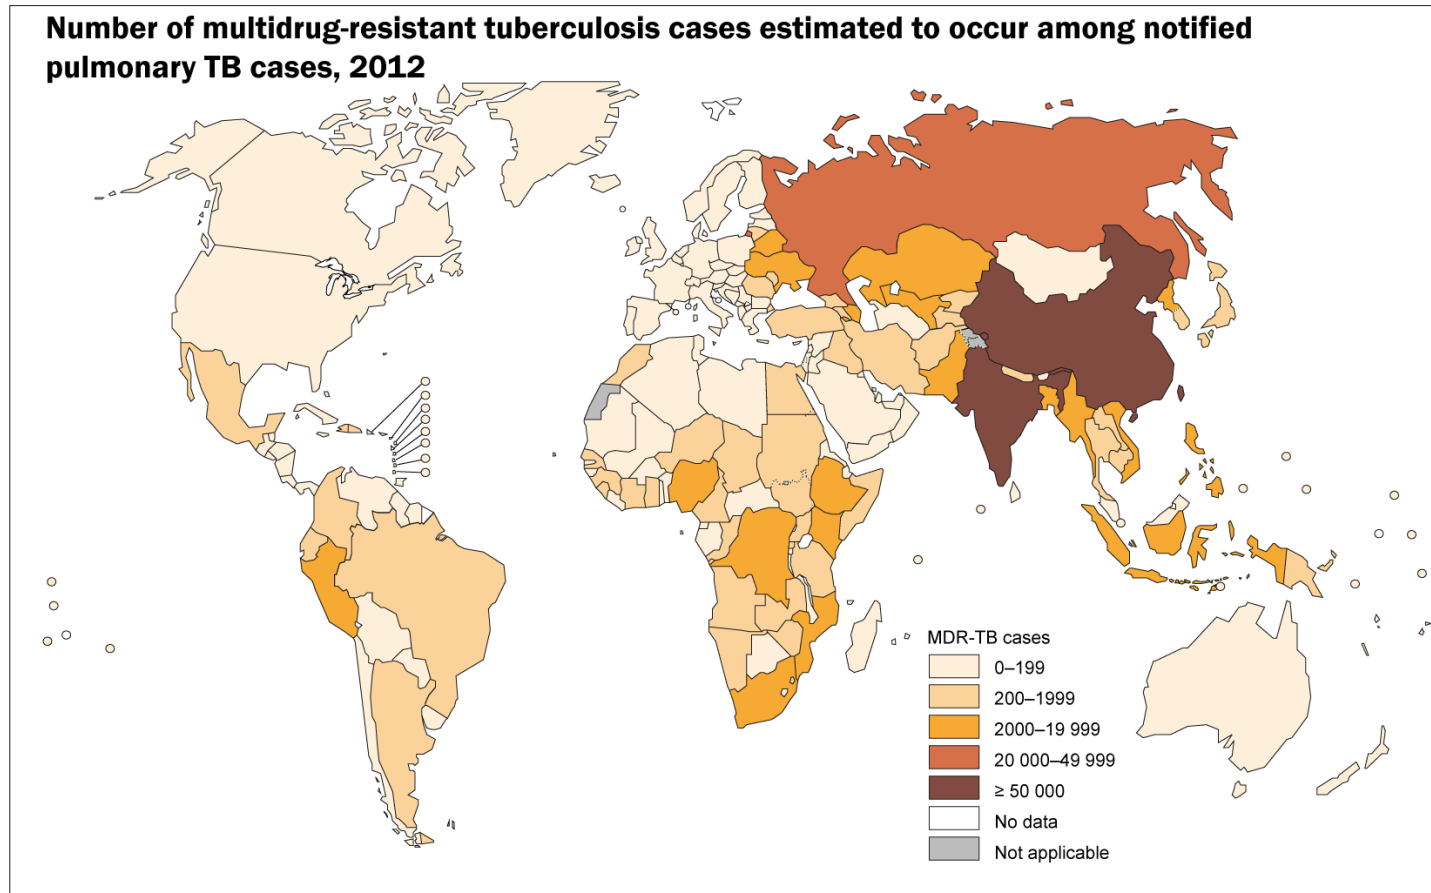 Number of multidrug-resistant tuberculosis cases estimated to occur among notified
pulmonary TB cases, 2012
MDR-TB cases
0–199
200–1999
2000–19 999
20 000–49 999
≥ 50 000
No data
Not applicable